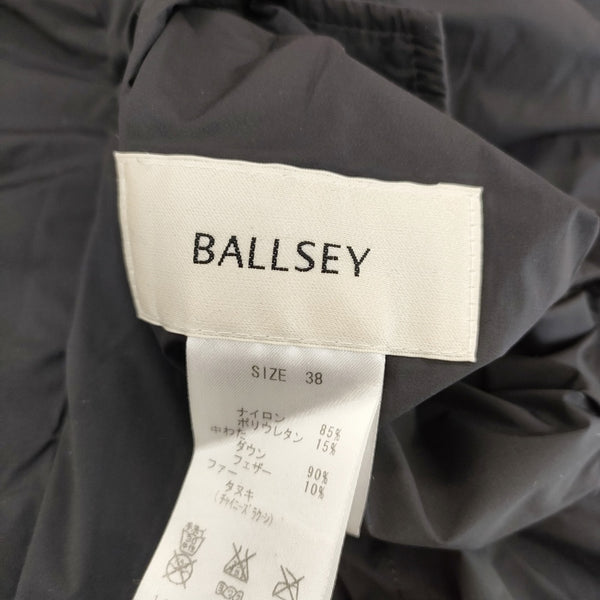 BALLSEY
SIZE 38
ナイロン 85%
ポリウレタン 15%
中わた
ダウン 90%
フェザー 10%
ファー
タヌキ
(チャイニーズラクーン)